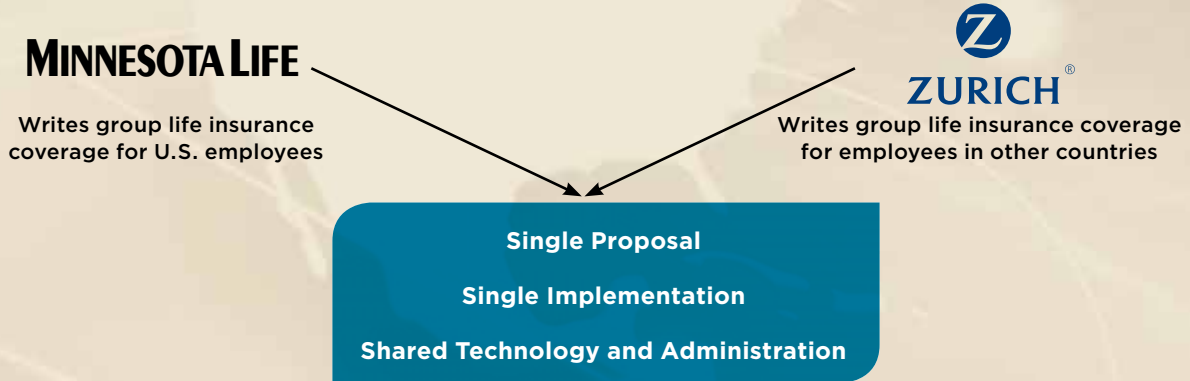 MINNESOTA LIFE
Writes group life insurance
coverage for U.S. employees
Z
ZURICH®
Writes group life insurance coverage
for employees in other countries
Single Proposal
Single Implementation
Shared Technology and Administration